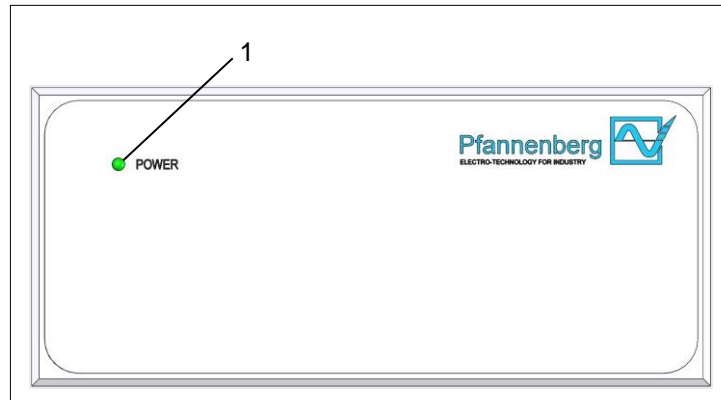 1
Pfannenberg
ELECTRO-TECHNOLOGY FOR INDUSTRY
POWER